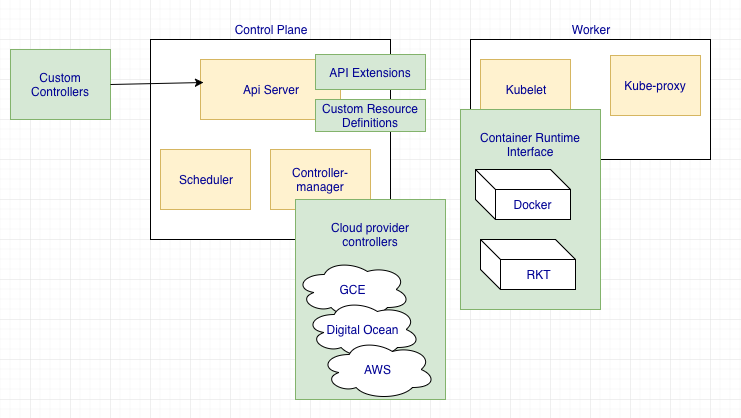 Control Plane
Worker
Custom
Controllers
Api Server
API Extensions
Custom Resource
Definitions
Kubelet
Kube-proxy
Container Runtime
Interface
Scheduler
Controller-
manager
Docker
Cloud provider
controllers
RKT
GCE
Digital Ocean
AWS